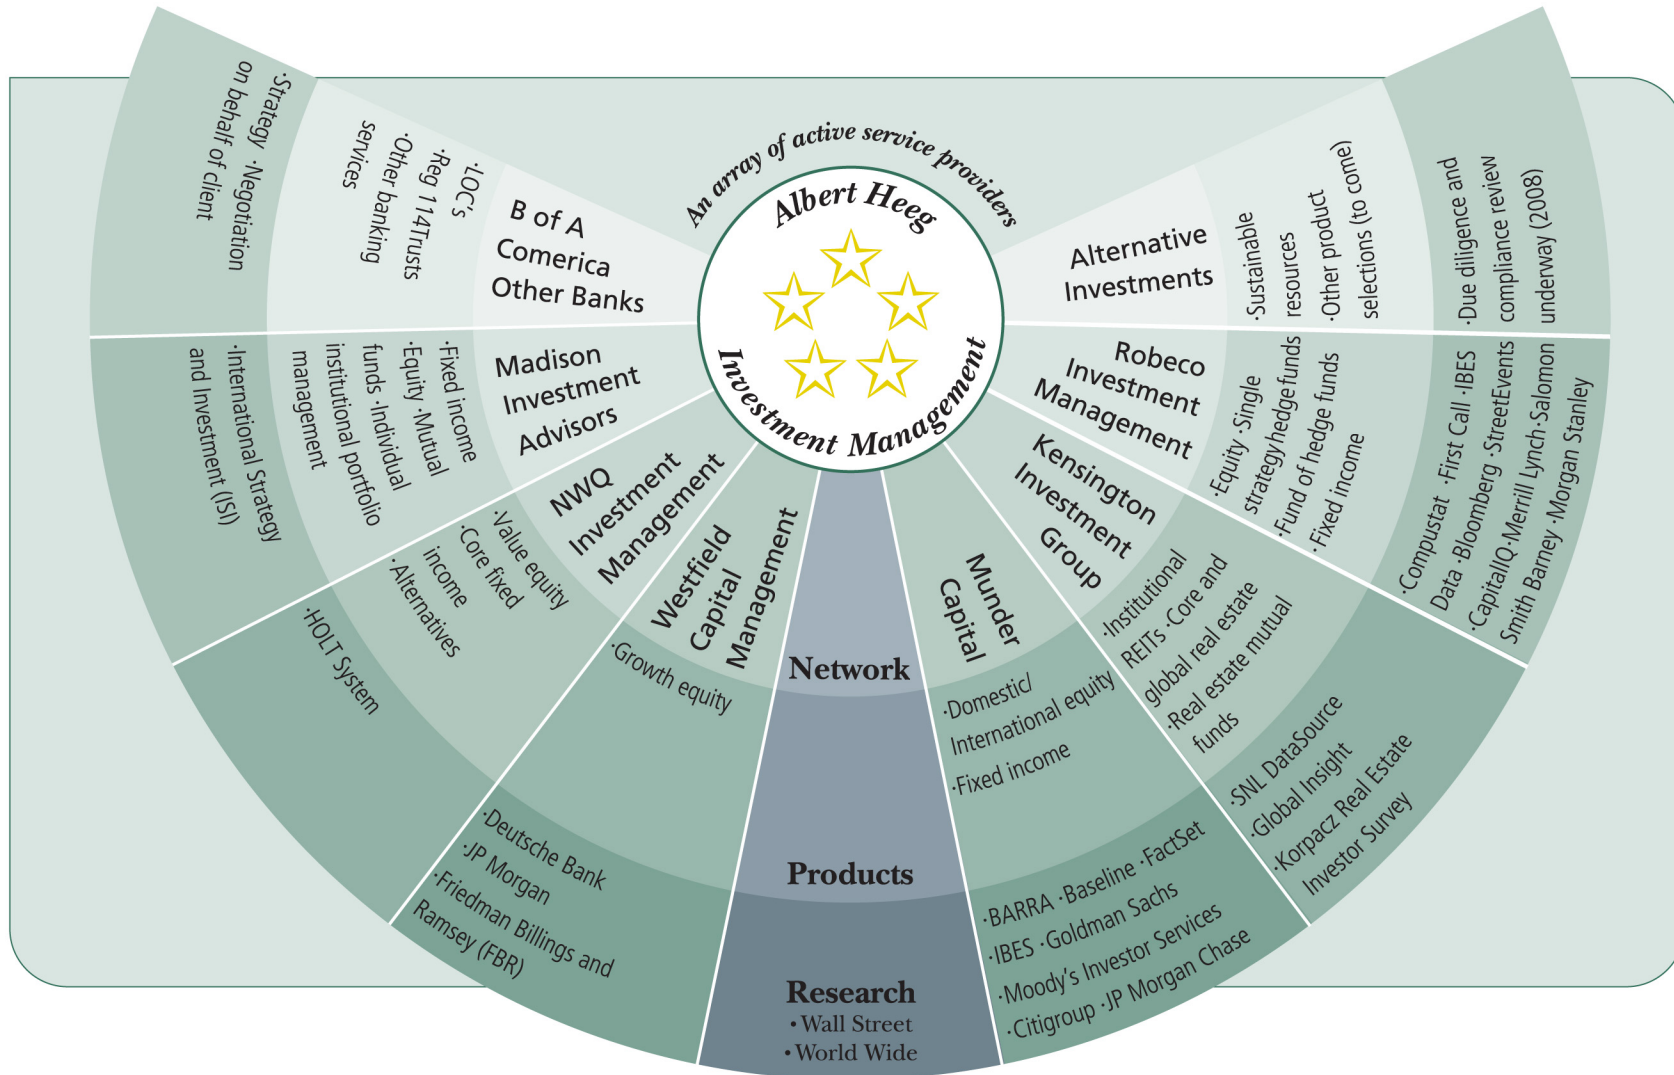 An array of active service providers
Albert Heeg
Investment Management
·Strategy ·Negotiation
on behalf of client
·LOC's
·Reg 114Trusts
·Other banking
services
B of A
Comerica
Other Banks
·International Strategy
and Investment (ISI)
·Fixed income
·Equity ·Mutual
funds ·Individual
institutional portfolio
management
Madison
Investment
Advisors
·HOLT System
·Value equity
·Core fixed
income
·Alternatives
NWQ
Investment
Management
·Deutsche Bank
·JP Morgan
·Friedman Billings and
Ramsey (FBR)
·Growth equity
Westfield
Capital
Management
Network
Products
Research
• Wall Street
• World Wide
Munder
Capital
·Domestic/
International equity
·Fixed income
·BARRA ·Baseline ·FactSet
·IBES ·Goldman Sachs
·Moody's Investor Services
·Citigroup ·JP Morgan Chase
Kensington
Investment
Group
·Institutional
REITs ·Core and
global real estate
·Real estate mutual
funds
·SNL DataSource
·Global Insight
·Korpacz Real Estate
Investor Survey
Robeco
Investment
Management
·Equity ·Single
strategyhedge funds
·Fund of hedge funds
·Fixed income
·Compustat ·First Call ·IBES
Data ·Bloomberg ·StreetEvents
·CapitalIQ·Merrill Lynch·Salomon
Smith Barney ·Morgan Stanley
Alternative
Investments
·Sustainable
resources
·Other product
selections (to come)
·Due diligence and
compliance review
underway (2008)